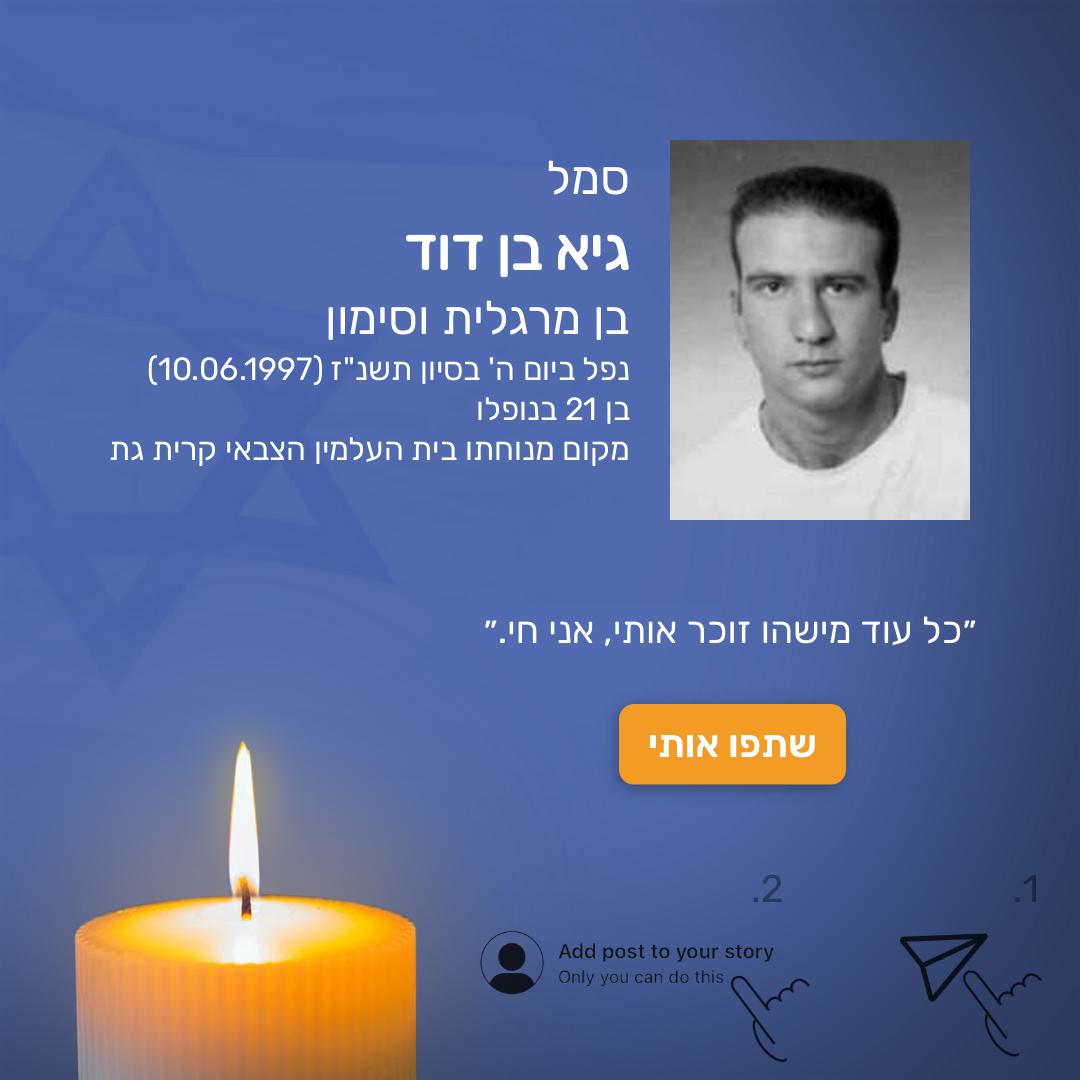 סמל
גיא בן דוד
בן מרגלית וסימון
נפל ביום ה' בסיון תשנ"ז (10.06.1997)
בן 21 בנופלו
מקום מנוחתו בית העלמין הצבאי קרית גת
״כל עוד מישהו זוכר אותי, אני חי.״
שתפו אותי
1.
2.
Add post to your story
Only you can do this